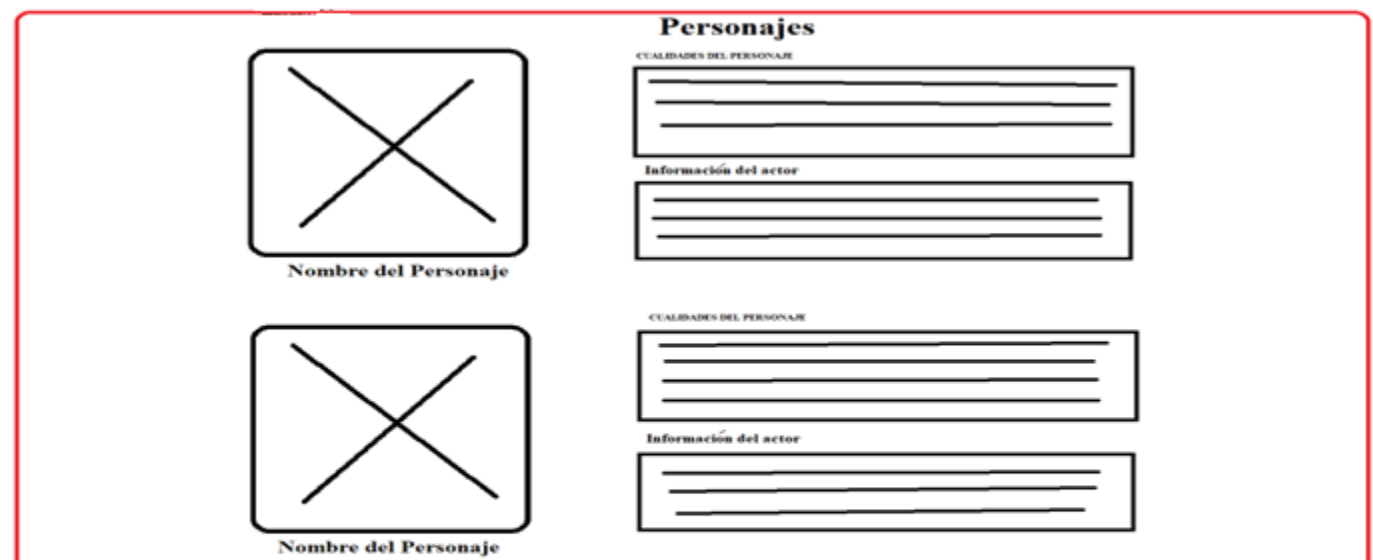 Personajes
CUALIDADES DEL PERSONAJE
Información del actor
Nombre del Personaje
CUALIDADES DEL PERSONAJE
Información del actor
Nombre del Personaje